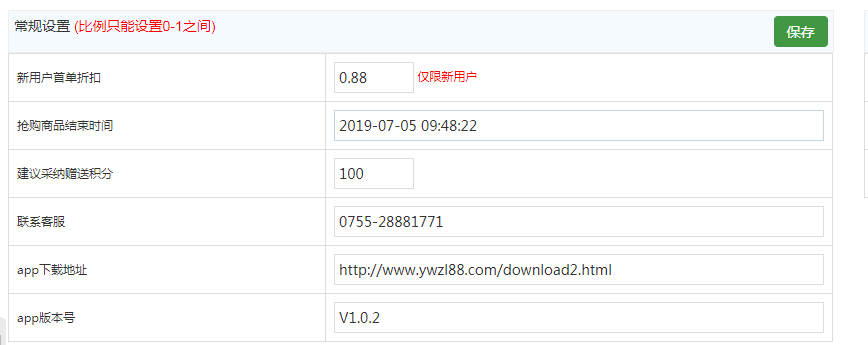 常规设置 (比例只能设置0-1之间) 保存
新用户首单折扣 0.88 仅限新用户
抢购商品结束时间 2019-07-05 09:48:22
建议采纳赠送积分 100
联系客服 0755-28881771
app下载地址 http://www.ywzl88.com/download2.html
app版本号 V1.0.2